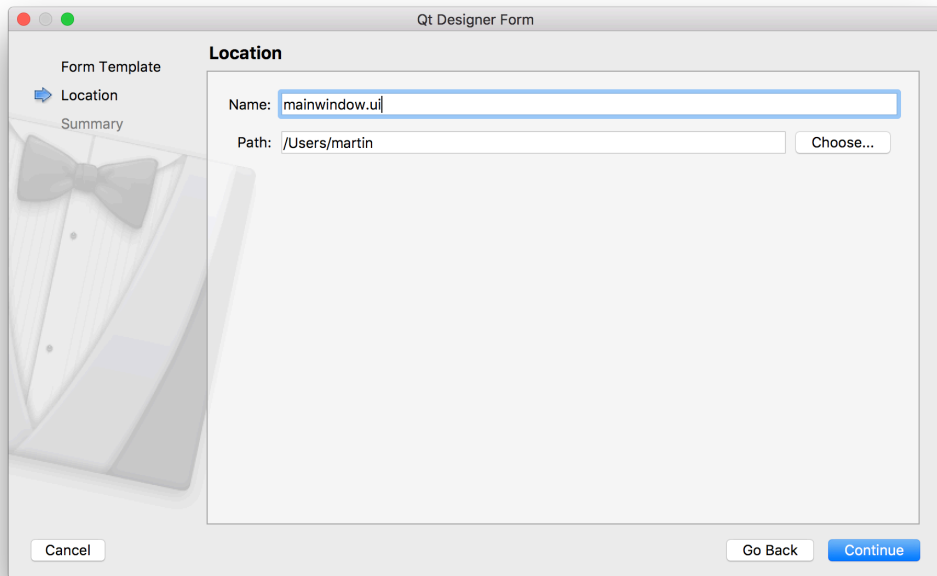 Qt Designer Form
Form Template
Location
Summary
Location
Name: mainwindow.ui
Path: /Users/martin Choose...
Cancel Go Back Continue